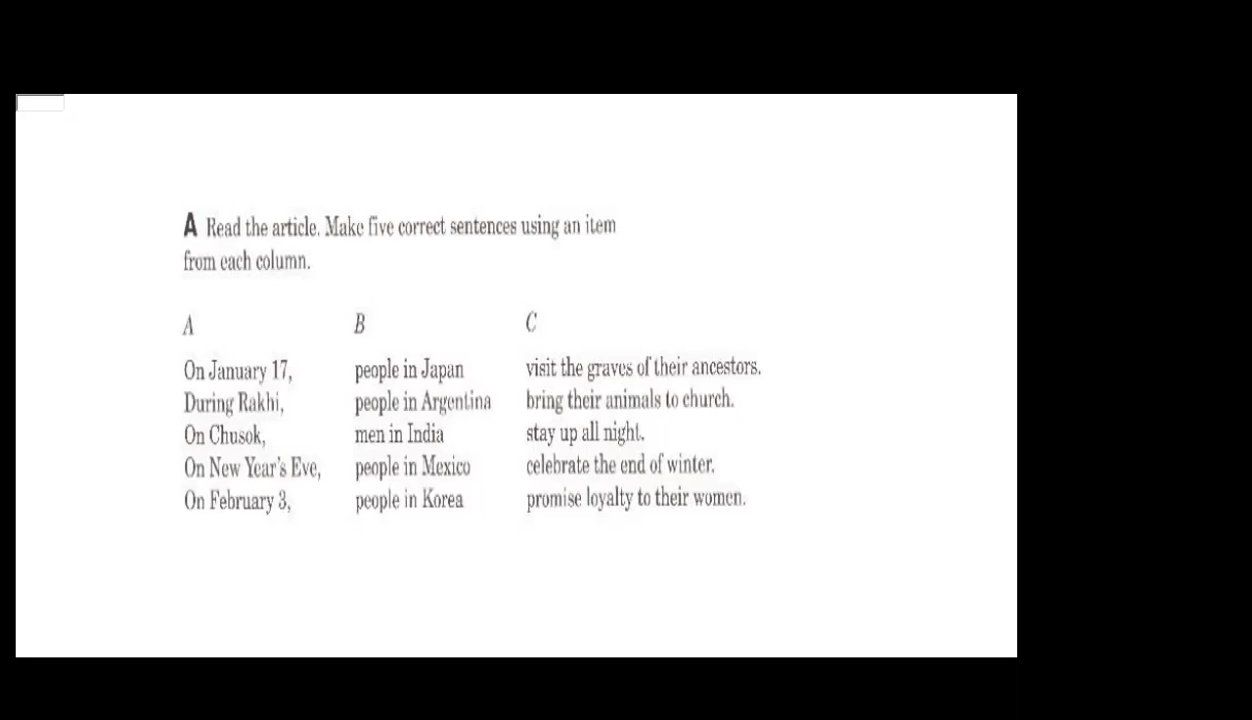 A Read the article. Make five correct sentences using an item
from each column.
A B C
On January 17, people in Japan visit the graves of their ancestors.
During Rakhi, people in Argentina bring their animals to church.
On Chusok, men in India stay up all night.
On New Year's Eve, people in Mexico celebrate the end of winter.
On February 3, people in Korea promise loyalty to their women.